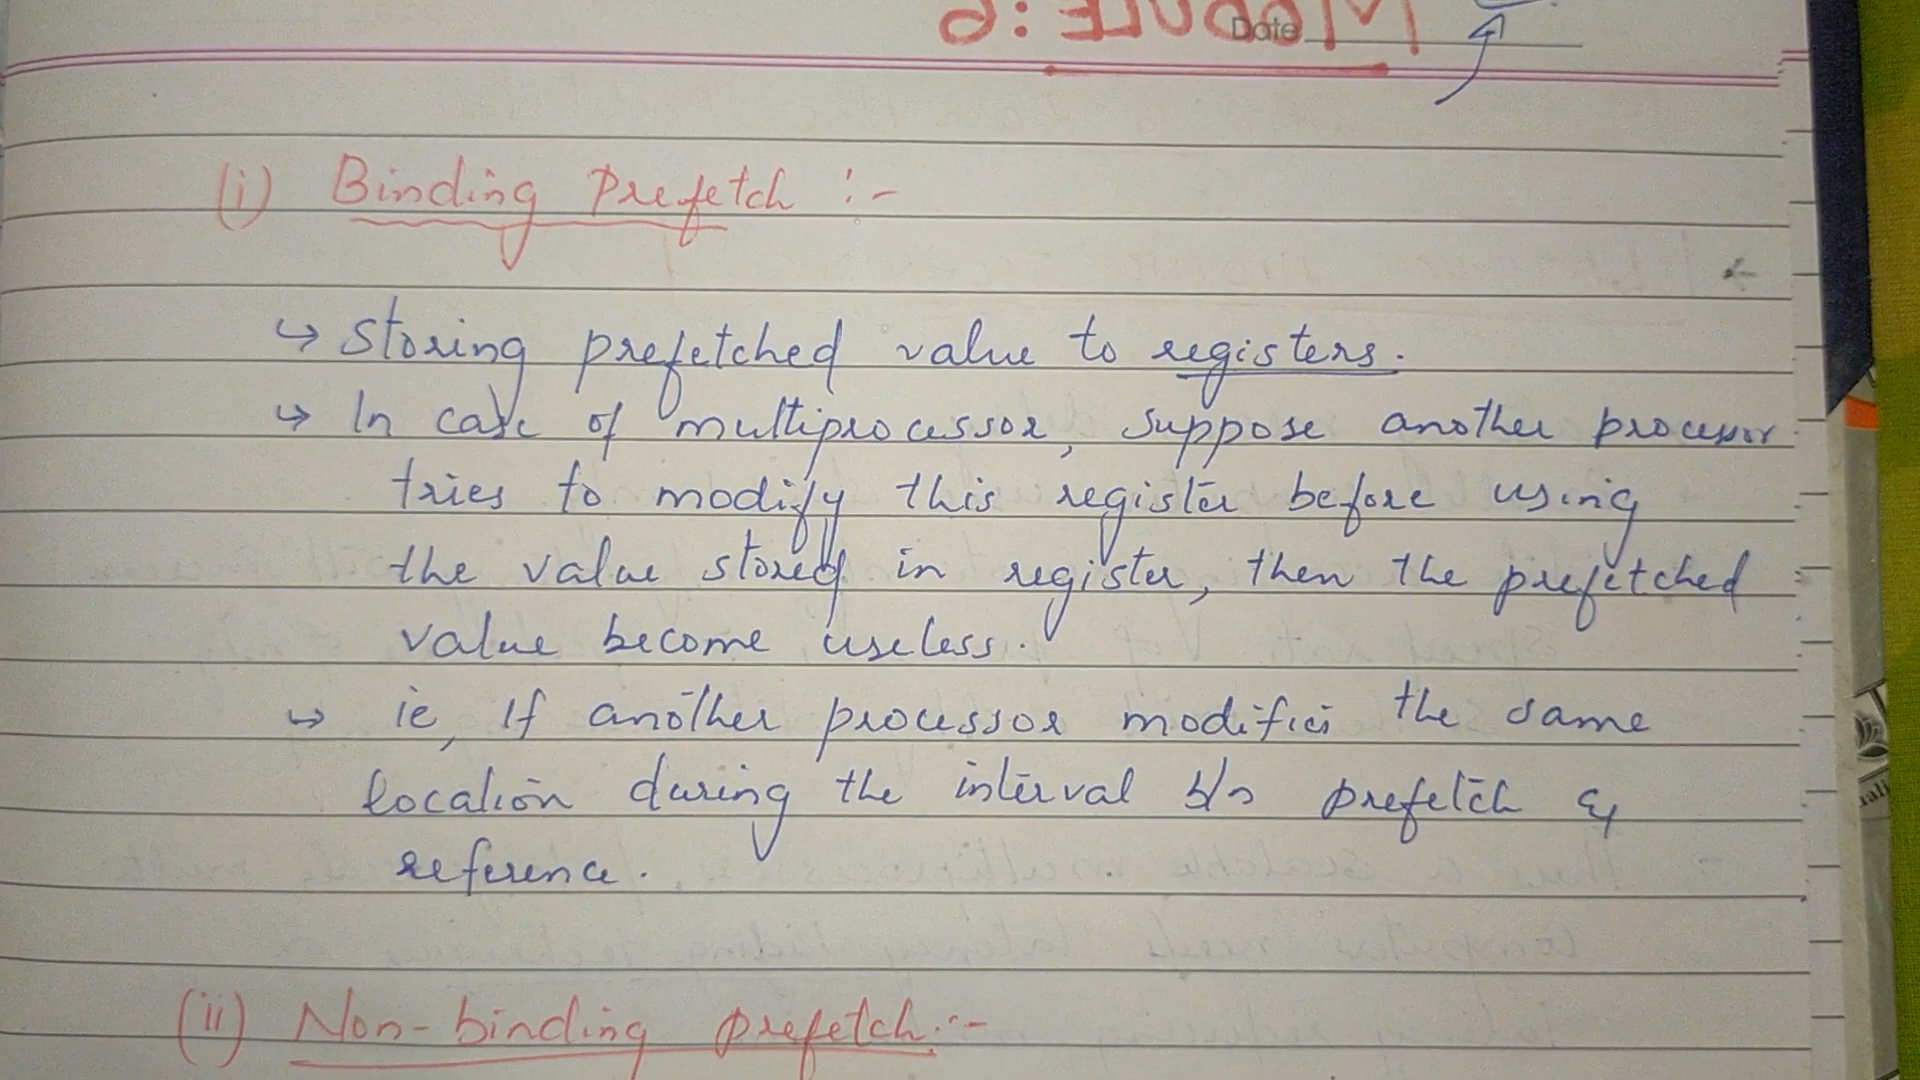 MODULE:6
Date
(i) Binding Prefetch :-
↳ Storing prefetched value to registers.
↳ In case of multiprocessor, suppose another processor
tries to modify this register before using
the value stored in register, then the prefetched
value become useless.
↳ ie, If another processor modifies the same
location during the interval b/n prefetch &
reference.
(ii) Non-binding prefetch:-